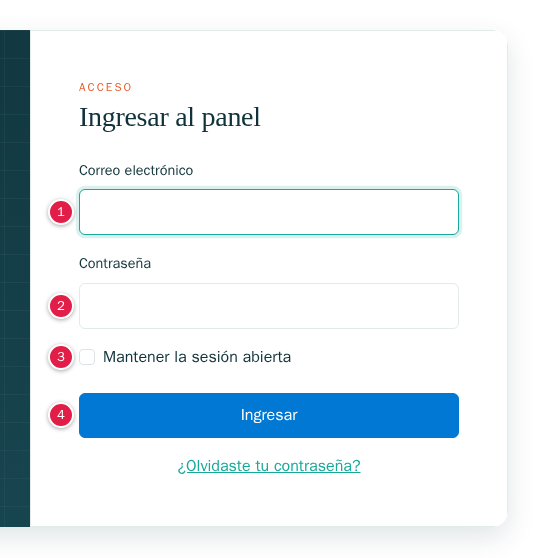 ACCESO
Ingresar al panel
Correo electrónico
1
Contraseña
2
3 Mantener la sesión abierta
4 Ingresar
¿Olvidaste tu contraseña?